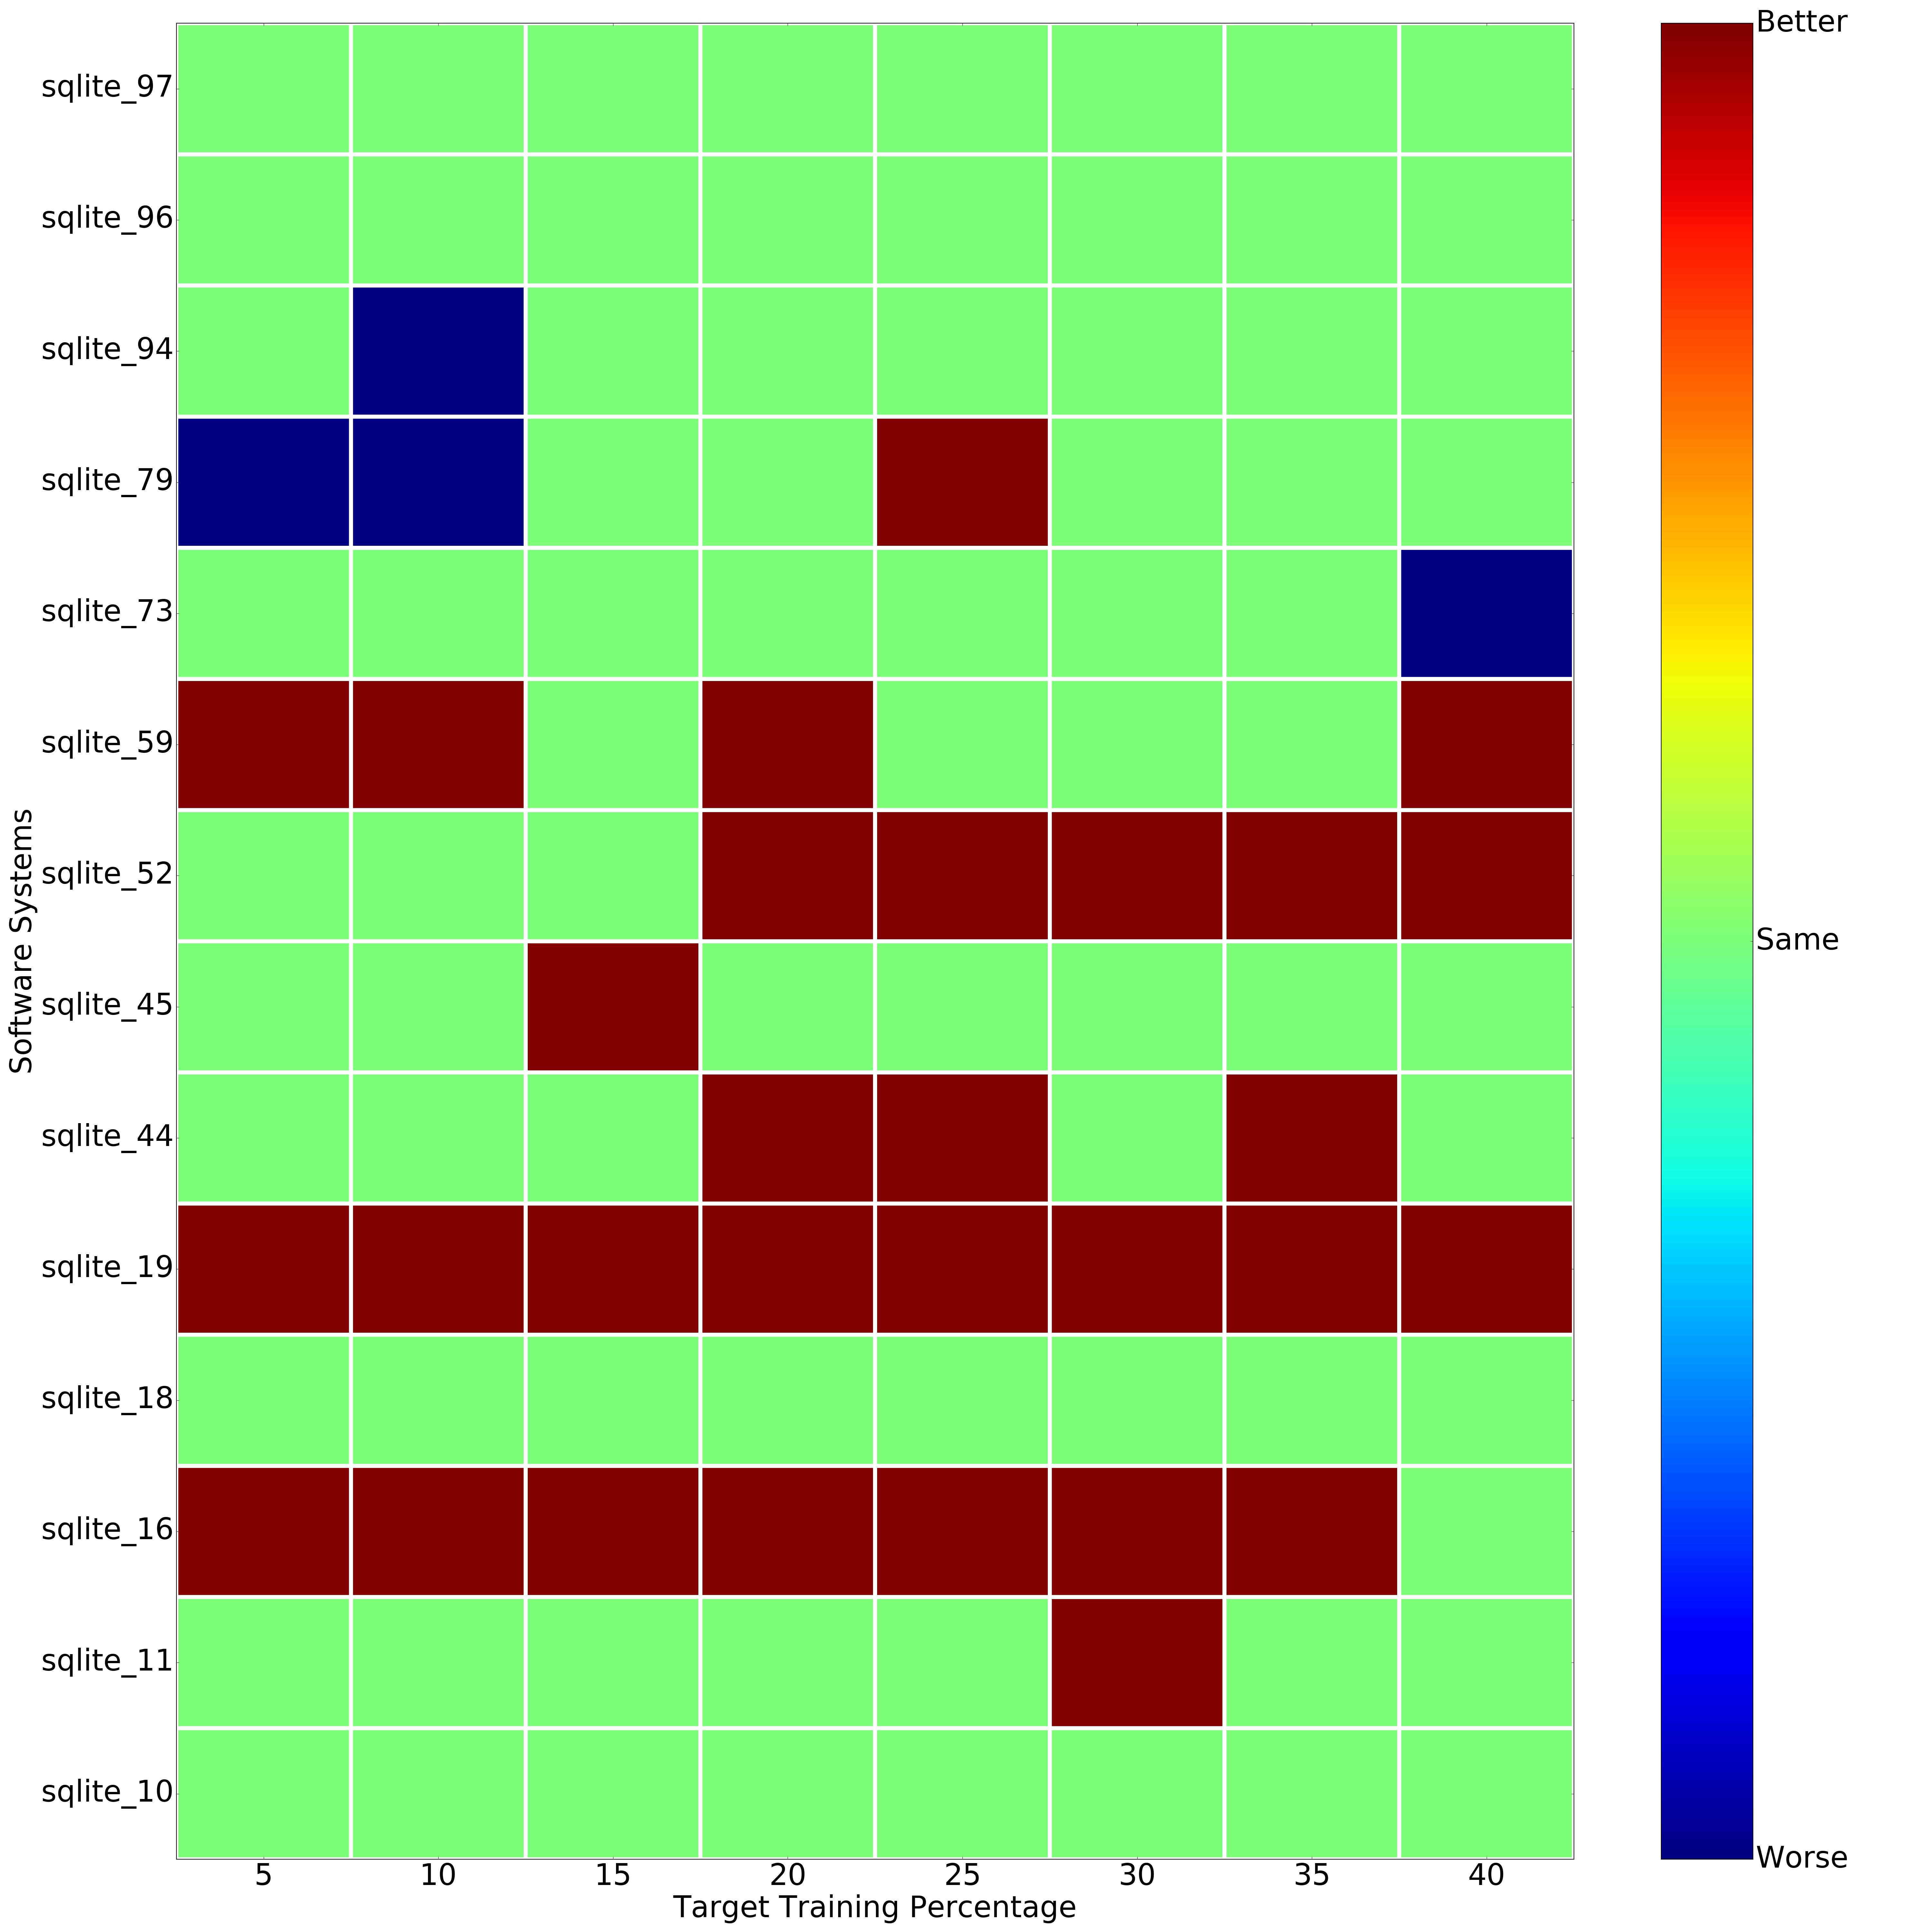 sqlite_97
sqlite_96
sqlite_94
sqlite_79
sqlite_73
sqlite_59
sqlite_52
sqlite_45
sqlite_44
sqlite_19
sqlite_18
sqlite_16
sqlite_11
sqlite_10
Software Systems
5 10 15 20 25 30 35 40
Target Training Percentage
Better
Same
Worse